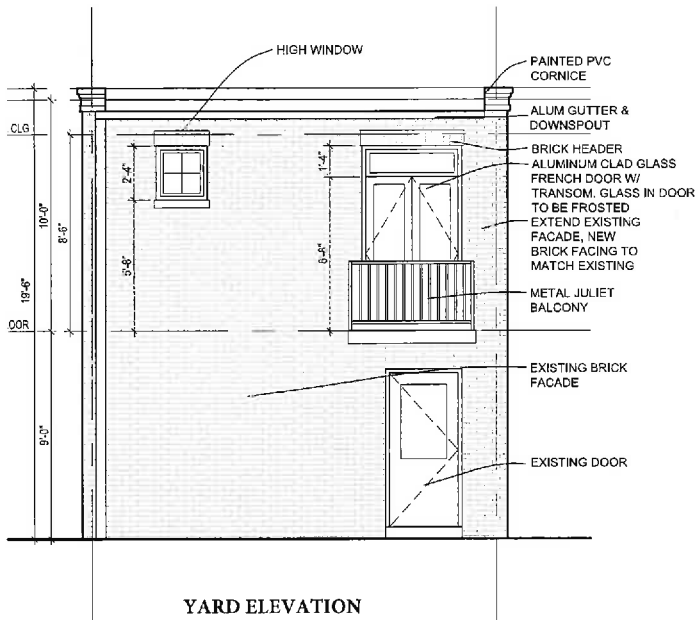 HIGH WINDOW
PAINTED PVC
CORNICE
ALUM GUTTER &
DOWNSPOUT
BRICK HEADER
ALUMINUM CLAD GLASS
FRENCH DOOR W/
TRANSOM. GLASS IN DOOR
TO BE FROSTED
EXTEND EXISTING
FACADE, NEW
BRICK FACING TO
MATCH EXISTING
METAL JULIET
BALCONY
EXISTING BRICK
FACADE
EXISTING DOOR
CLG
OOR
19'-6"
10'-0"
9'-0"
8'-6"
2'-4"
5'-8"
1'-4"
6'-8"
YARD ELEVATION